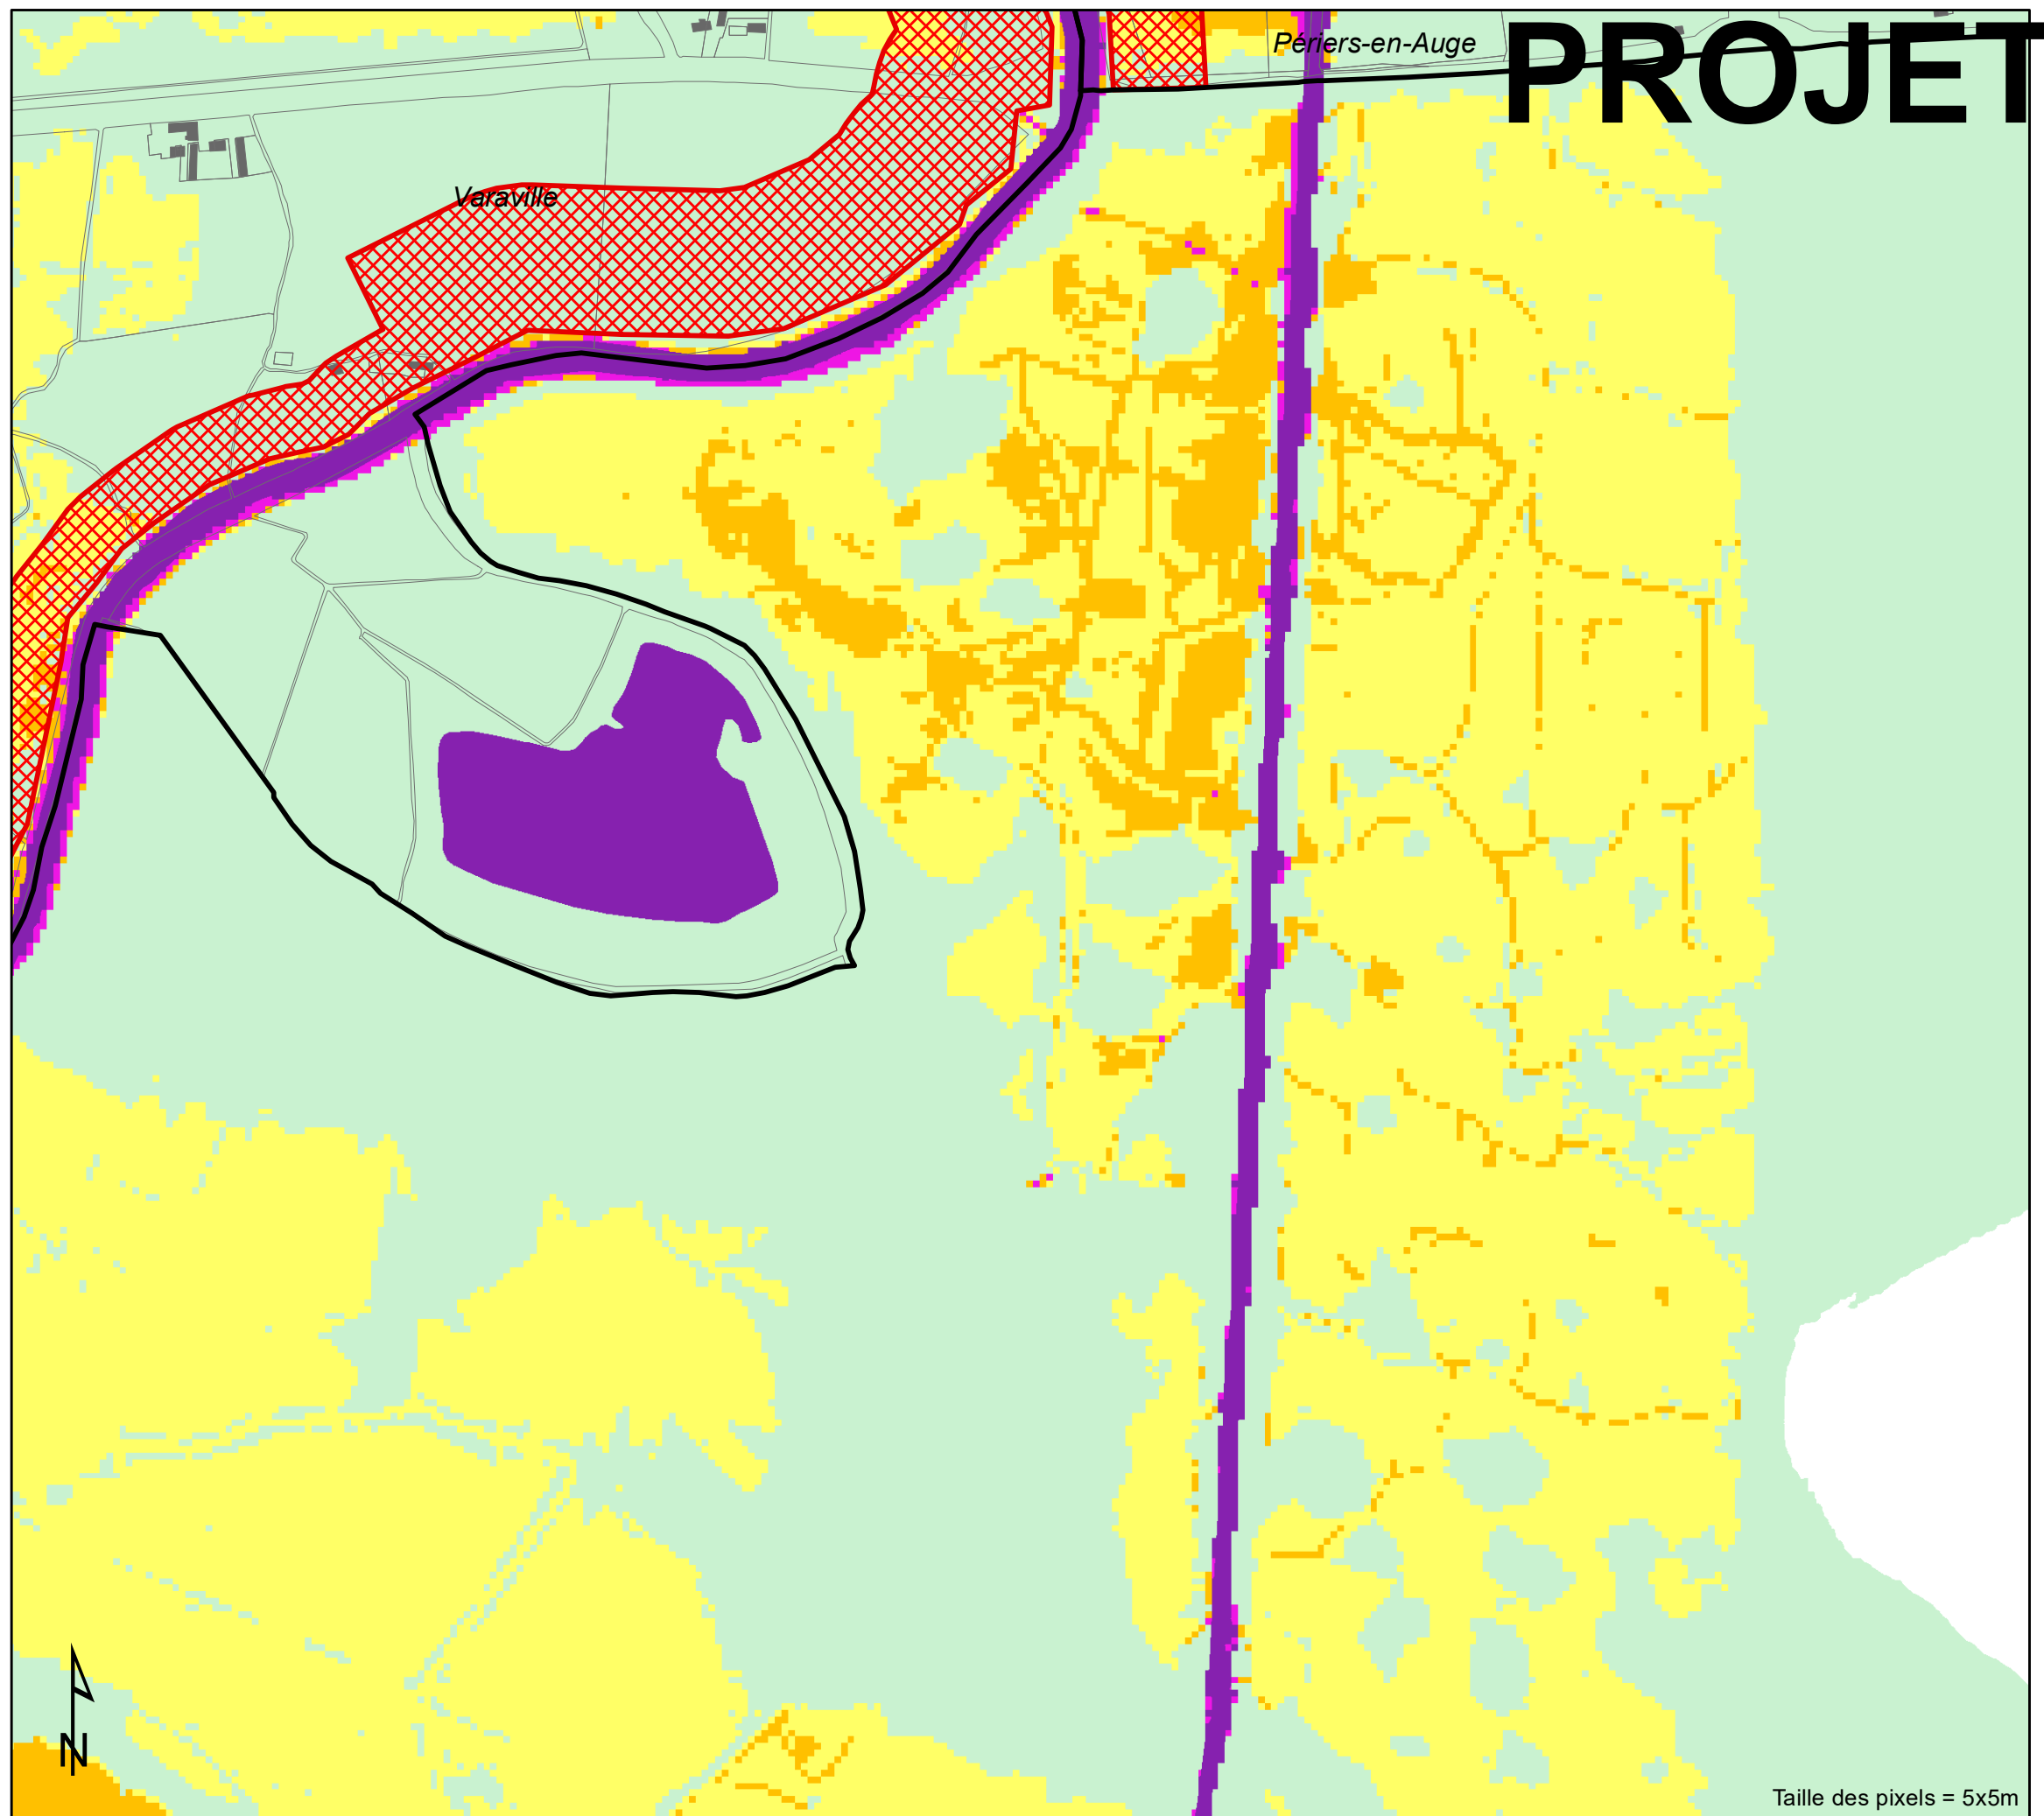 PROJET
Périers-en-Auge
Varaville
N
Taille des pixels = 5x5m